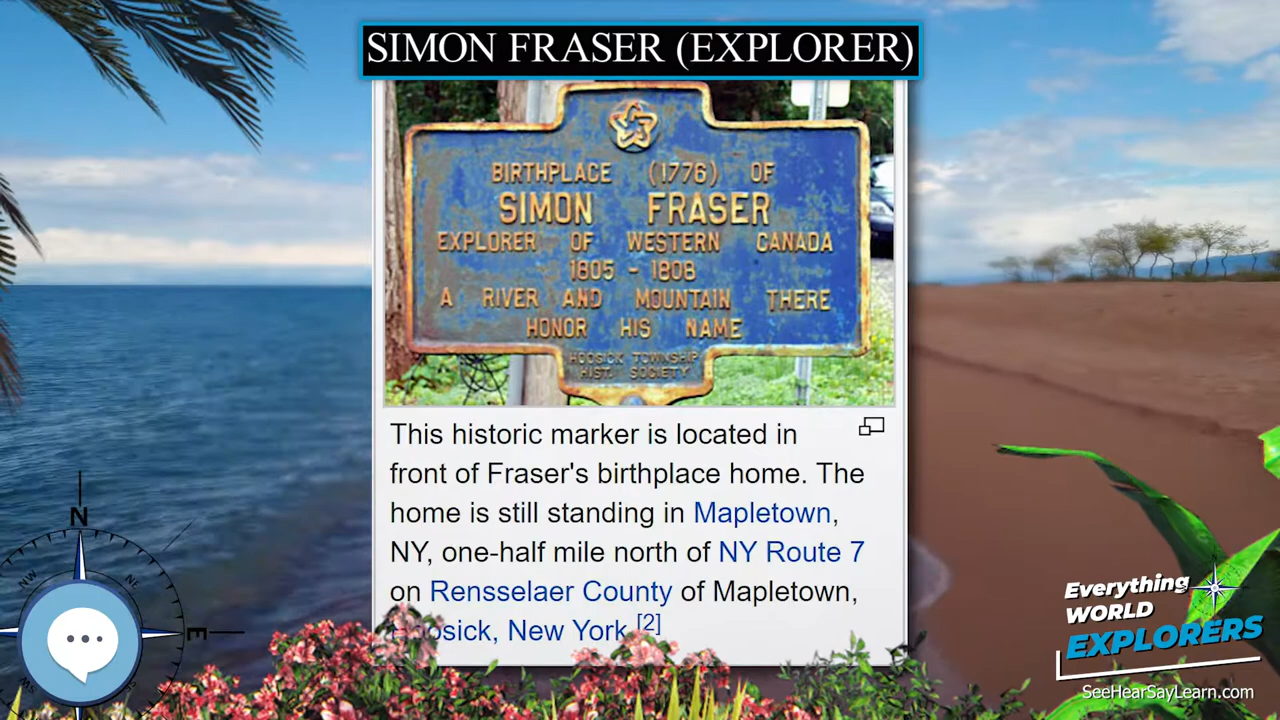 SIMON FRASER (EXPLORER)
BIRTHPLACE (1776) OF
SIMON FRASER
EXPLORER OF WESTERN CANADA
1805 - 1808
A RIVER AND MOUNTAIN THERE
HONOR HIS NAME
HOOSICK TOWNSHIP
HIST. SOCIETY
This historic marker is located in
front of Fraser's birthplace home. The
home is still standing in Mapletown,
NY, one-half mile north of NY Route 7
on Rensselaer County of Mapletown,
Hoosick, New York.[2]
N
NW
NE
E
Everything
WORLD
EXPLORERS
SeeHearSayLearn.com